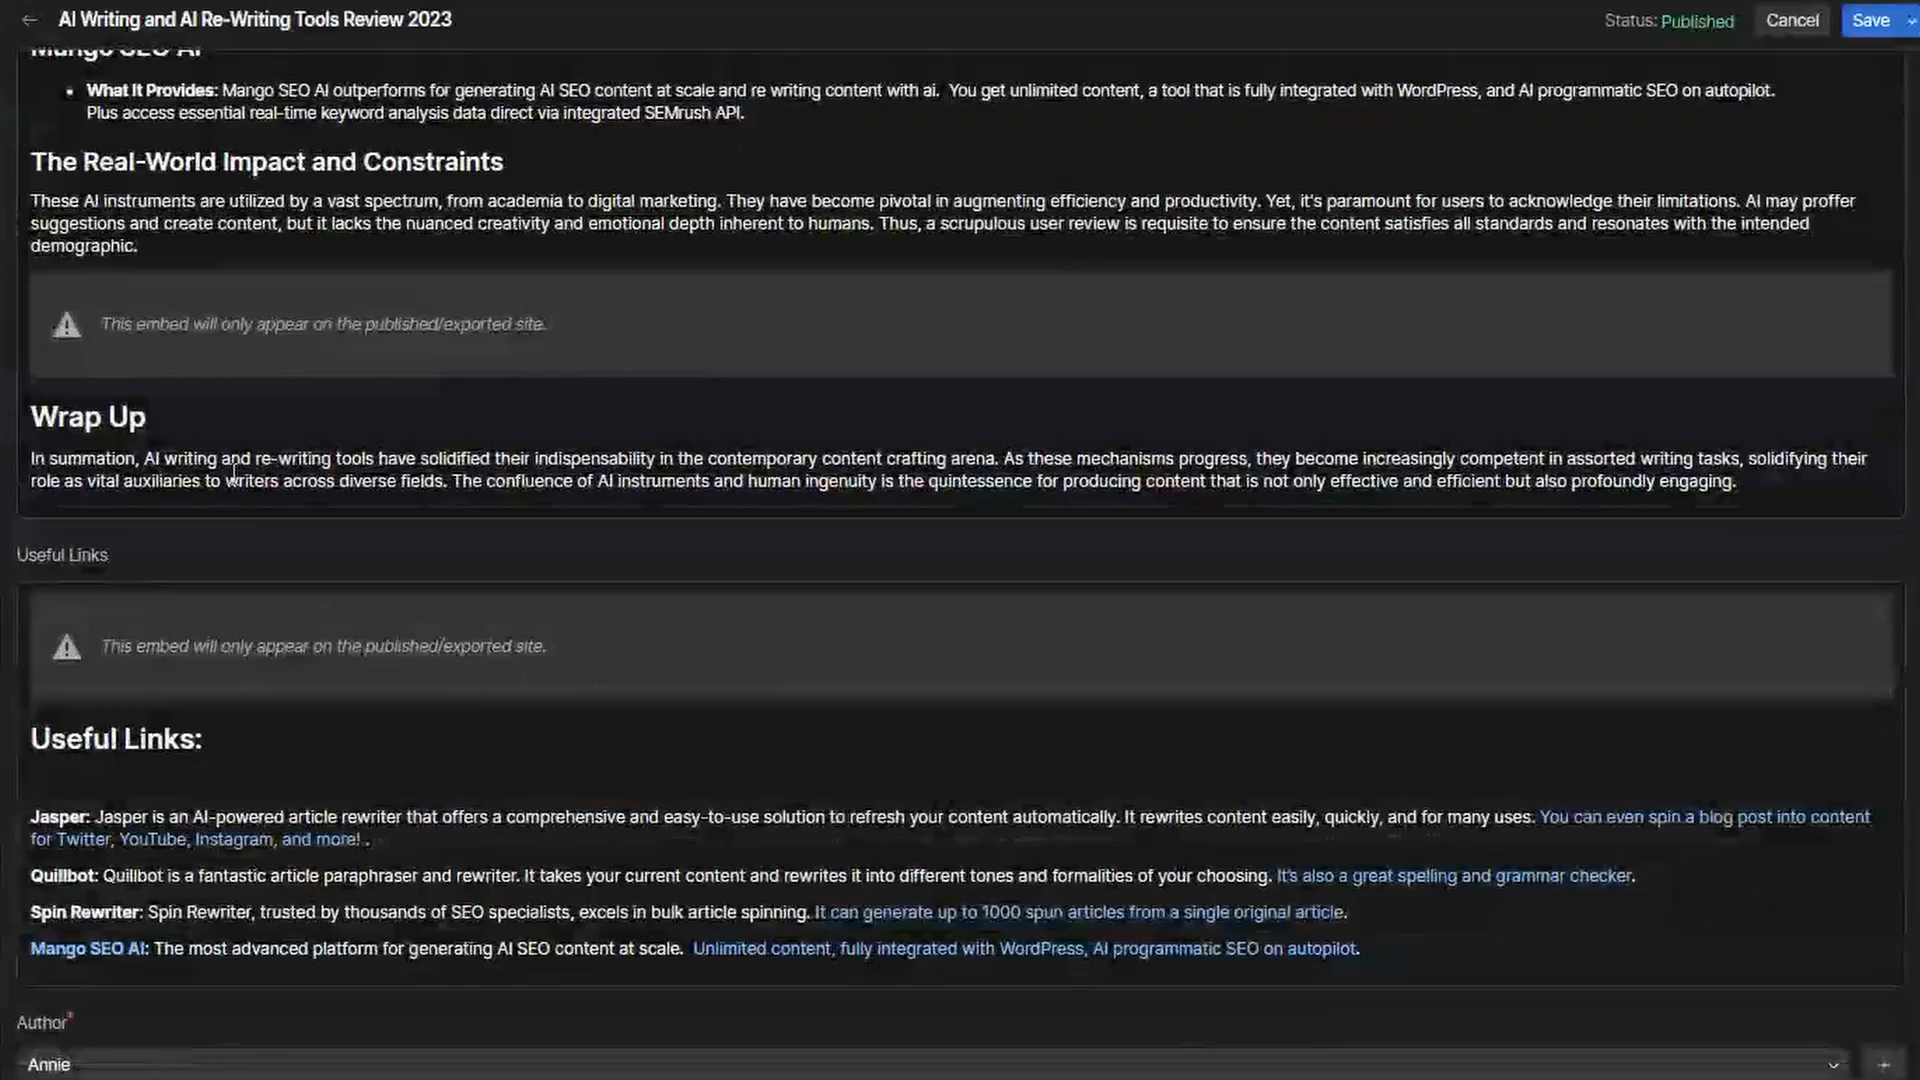 AI Writing and AI Re-Writing Tools Review 2023
Status: Published
Cancel
Save
Mango SEO AI
What It Provides: Mango SEO AI outperforms for generating AI SEO content at scale and re writing content with ai. You get unlimited content, a tool that is fully integrated with WordPress, and AI programmatic SEO on autopilot.
Plus access essential real-time keyword analysis data direct via integrated SEMrush API.
The Real-World Impact and Constraints
These AI instruments are utilized by a vast spectrum, from academia to digital marketing. They have become pivotal in augmenting efficiency and productivity. Yet, it's paramount for users to acknowledge their limitations. AI may proffer
suggestions and create content, but it lacks the nuanced creativity and emotional depth inherent to humans. Thus, a scrupulous user review is requisite to ensure the content satisfies all standards and resonates with the intended
demographic.
This embed will only appear on the published/exported site.
Wrap Up
In summation, AI writing and re-writing tools have solidified their indispensability in the contemporary content crafting arena. As these mechanisms progress, they become increasingly competent in assorted writing tasks, solidifying their
role as vital auxiliaries to writers across diverse fields. The confluence of AI instruments and human ingenuity is the quintessence for producing content that is not only effective and efficient but also profoundly engaging.
Useful Links
This embed will only appear on the published/exported site.
Useful Links:
Jasper: Jasper is an AI-powered article rewriter that offers a comprehensive and easy-to-use solution to refresh your content automatically. It rewrites content easily, quickly, and for many uses. You can even spin a blog post into content
for Twitter, YouTube, Instagram, and more! .
Quillbot: Quillbot is a fantastic article paraphraser and rewriter. It takes your current content and rewrites it into different tones and formalities of your choosing. It's also a great spelling and grammar checker.
Spin Rewriter: Spin Rewriter, trusted by thousands of SEO specialists, excels in bulk article spinning. It can generate up to 1000 spun articles from a single original article.
Mango SEO AI: The most advanced platform for generating AI SEO content at scale. Unlimited content, fully integrated with WordPress, AI programmatic SEO on autopilot.
Author*
Annie